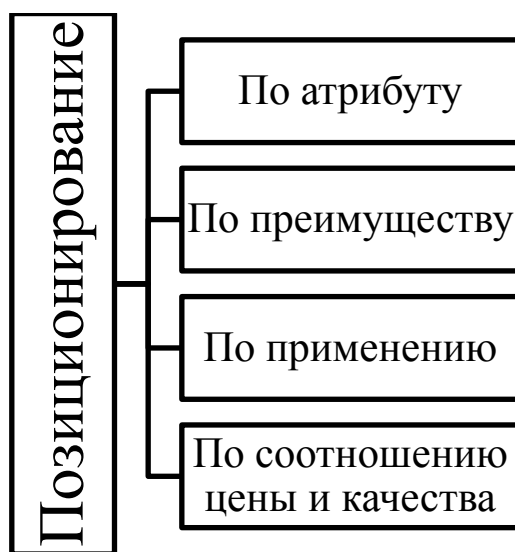 Позиционирование
По атрибуту
По преимуществу
По применению
По соотношению
цены и качества